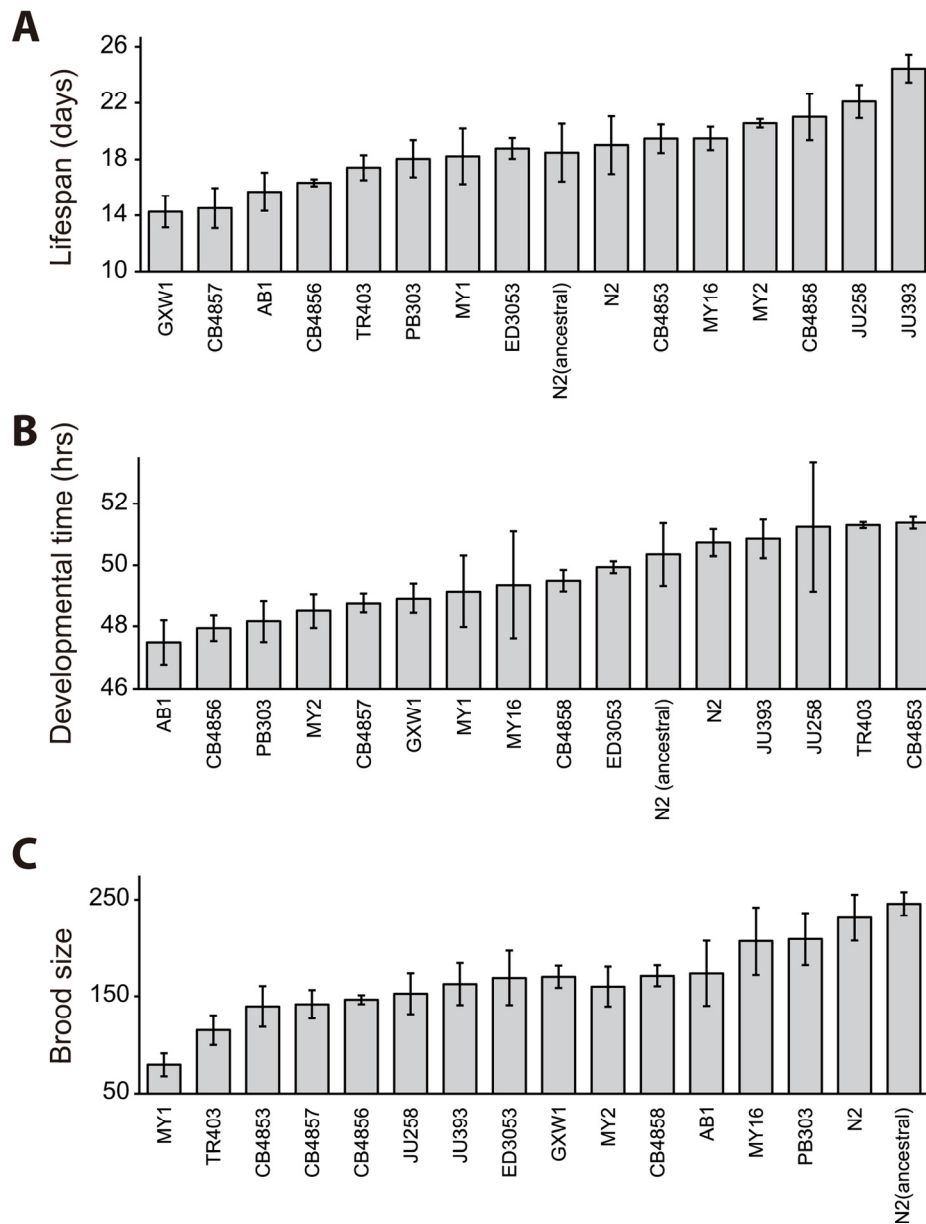 A
Lifespan (days)
26
22
18
14
10
GXW1
CB4857
AB1
CB4856
TR403
PB303
MY1
ED3053
N2(ancestral)
N2
CB4853
MY16
MY2
CB4858
JU258
JU393
B
Developmental time (hrs)
52
50
48
46
AB1
CB4856
PB303
MY2
CB4857
GXW1
MY1
MY16
CB4858
ED3053
N2 (ancestral)
N2
JU393
JU258
TR403
CB4853
C
Brood size
250
150
50
MY1
TR403
CB4853
CB4857
CB4856
JU258
JU393
ED3053
GXW1
MY2
CB4858
AB1
MY16
PB303
N2
N2(ancestral)